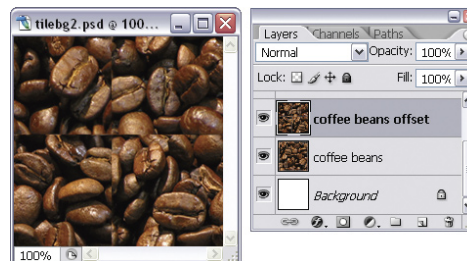 tilebg2.psd @ 100...
100%
Layers Channels Paths
Normal Opacity: 100%
Lock: Fill: 100%
coffee beans offset
coffee beans
Background